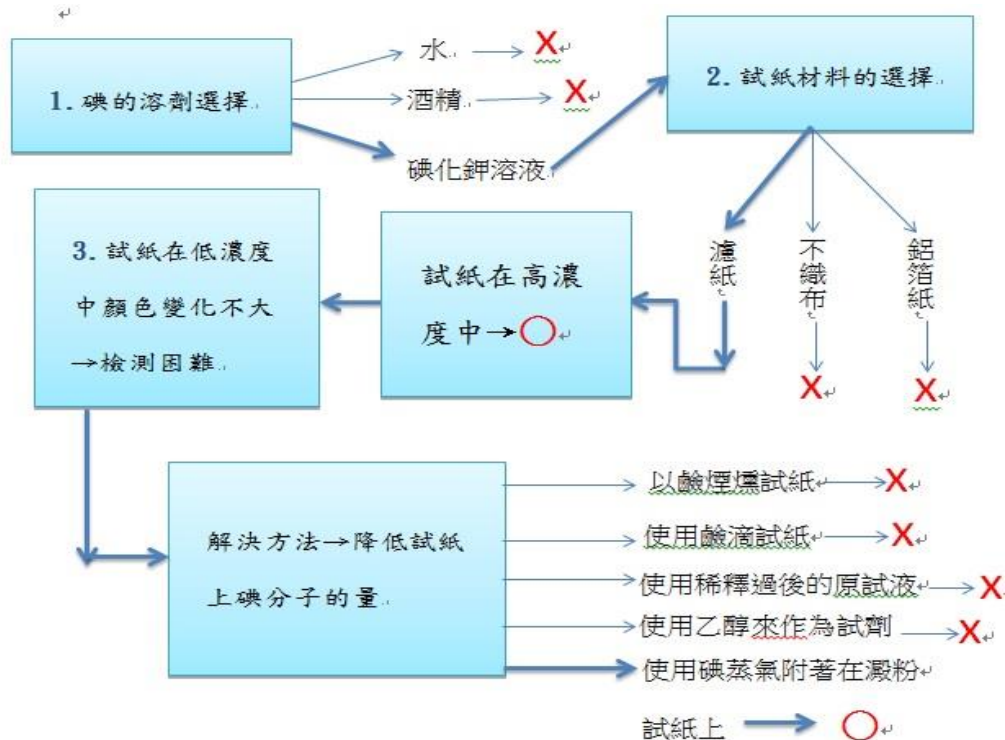 1. 碘的溶劑選擇
水 → X
酒精 → X
碘化鉀溶液
2. 試紙材料的選擇
濾紙
不織布
X
鋁箔紙
X
試紙在高濃
度中→○
3. 試紙在低濃度
中顏色變化不大
→檢測困難
解決方法→降低試紙
上碘分子的量
以鹼煙燻試紙 → X
使用鹼滴試紙 → X
使用稀釋過後的原試液 → X
使用乙醇來作為試劑 → X
使用碘蒸氣附著在澱粉
試紙上 → ○